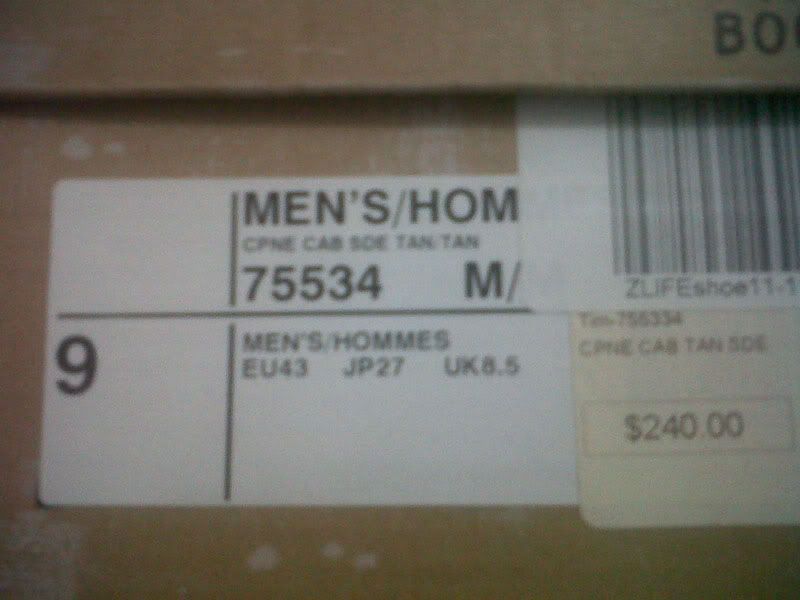 BO
MEN'S/HOM
CPNE CAB SDE TAN/TAN
75534 M/
9
MEN'S/HOMMES
EU43 JP27 UK8.5
ZLIFEshoe11-1
Tim-755334
CPNE CAB TAN SDE
$240.00